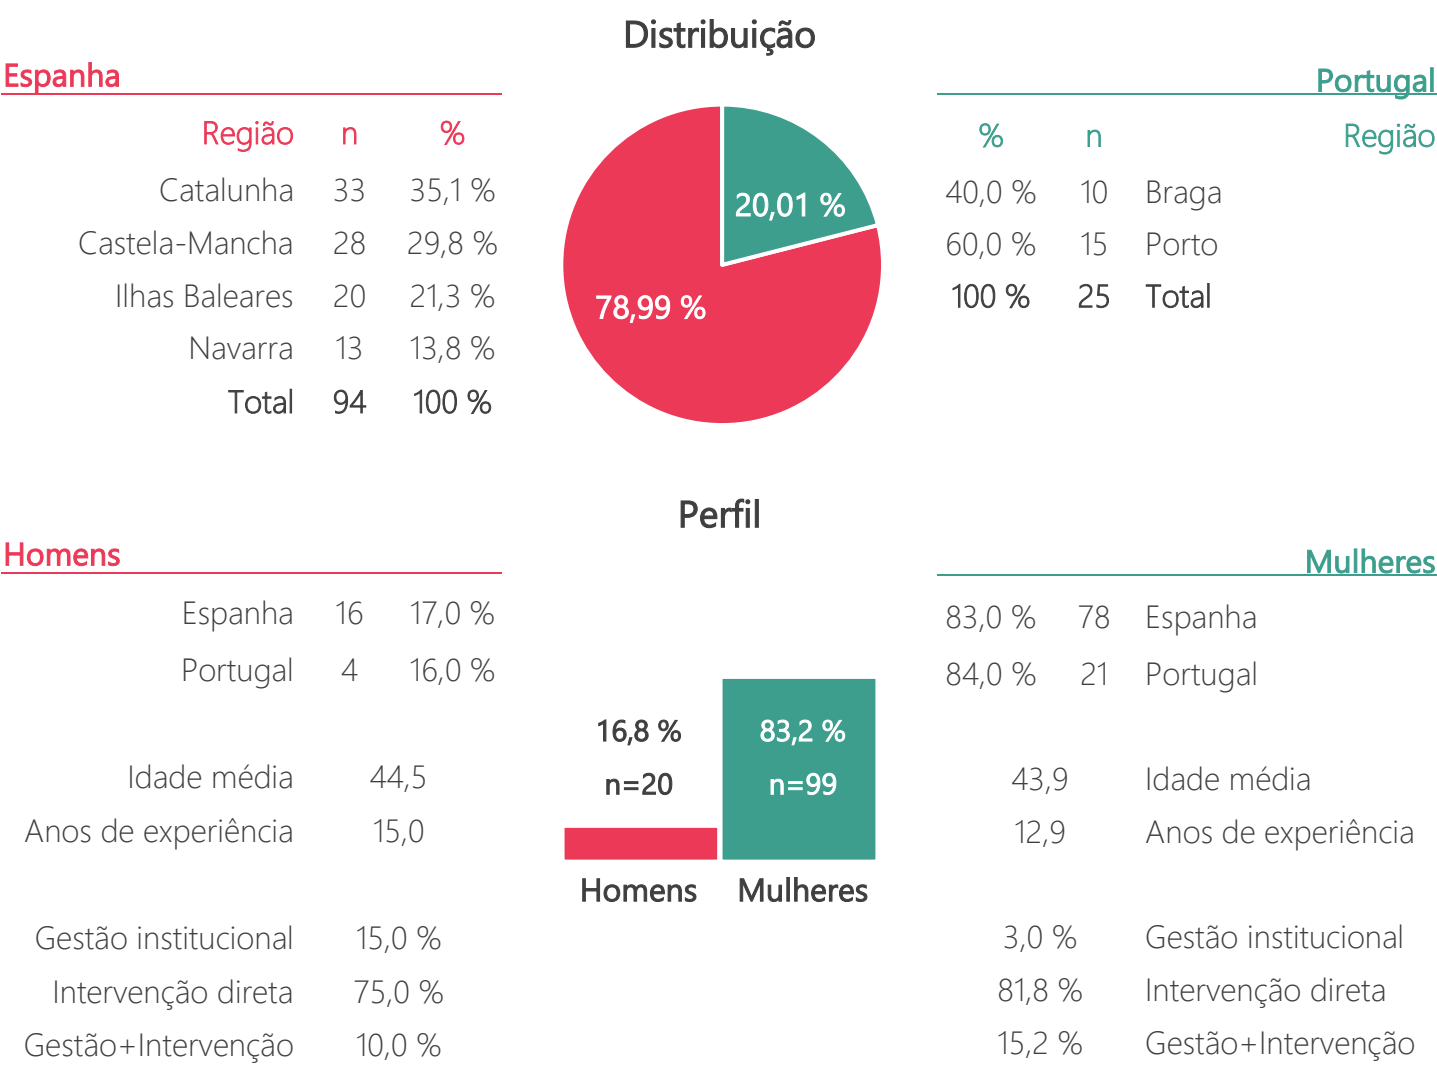 Distribuição
Espanha
Região n %
Catalunha 33 35,1 %
Castela-Mancha 28 29,8 %
Ilhas Baleares 20 21,3 %
Navarra 13 13,8 %
Total 94 100 %
20,01 %
78,99 %
Portugal
% n Região
40,0 % 10 Braga
60,0 % 15 Porto
100 % 25 Total
Perfil
Homens
Espanha 16 17,0 %
Portugal 4 16,0 %
Idade média 44,5
Anos de experiência 15,0
Gestão institucional 15,0 %
Intervenção direta 75,0 %
Gestão+Intervenção 10,0 %
16,8 % 83,2 %
n=20 n=99
Homens Mulheres
Mulheres
83,0 % 78 Espanha
84,0 % 21 Portugal
43,9 Idade média
12,9 Anos de experiência
3,0 % Gestão institucional
81,8 % Intervenção direta
15,2 % Gestão+Intervenção